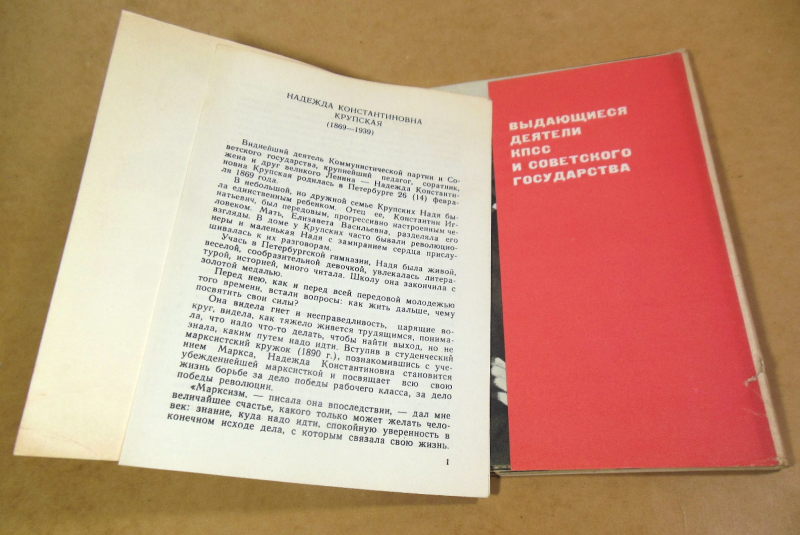 НАДЕЖДА КОНСТАНТИНОВНА
КРУПСКАЯ
(1869—1939)
Виднейший деятель Коммунистической партии и Со-
ветского государства, крупнейший педагог, соратник,
жена и друг великого Ленина — Надежда Константи-
новна Крупская родилась в Петербурге 26 (14) февра-
ля 1869 года.
В небольшой, но дружной семье Крупских Надя бы-
ла единственным ребенком. Отец ее, Константин Иг-
натьевич, был передовым, прогрессивно настроенным че-
ловеком. Мать, Елизавета Васильевна, разделяла его
взгляды. В доме у Крупских часто бывали революцио-
неры и маленькая Надя с замиранием сердца прислу-
шивалась к их разговорам.
Учась в Петербургской гимназии, Надя была живой,
веселой, сообразительной девочкой, увлекалась литера-
турой, историей, много читала. Школу она закончила с
золотой медалью.
Перед нею, как и перед всей передовой молодежью
того времени, встали вопросы: как жить дальше, чему
посвятить свои силы?
Она видела гнет и несправедливость, царящие во-
круг, видела, как тяжело живется трудящимся, понима-
ла, что надо что-то делать, чтобы найти выход, но не
знала, каким путем надо идти. Вступив в студенческий
марксистский кружок (1890 г.), познакомившись с уче-
нием Маркса, Надежда Константиновна становится
убежденнейшей марксисткой и посвящает всю свою
жизнь борьбе за дело победы рабочего класса, за дело
победы революции.
«Марксизм, — писала она впоследствии, — дал мне
величайшее счастье, какого только может желать чело-
век: знание, куда надо идти, спокойную уверенность в
конечном исходе дела, с которым связала свою жизнь.
1
ВЫДАЮЩИЕСЯ
ДЕЯТЕЛИ
КПСС
И СОВЕТСКОГО
ГОСУДАРСТВА